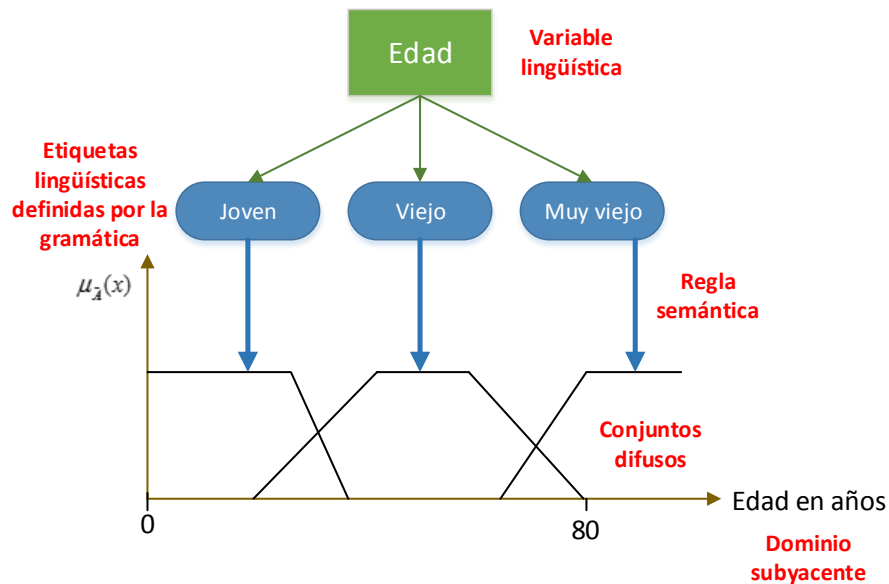 Edad
Variable
lingüística
Etiquetas
lingüísticas
definidas por la
gramática
Joven
Viejo
Muy viejo
μ_Ã(x)
Regla
semántica
Conjuntos
difusos
0
80
Edad en años
Dominio
subyacente